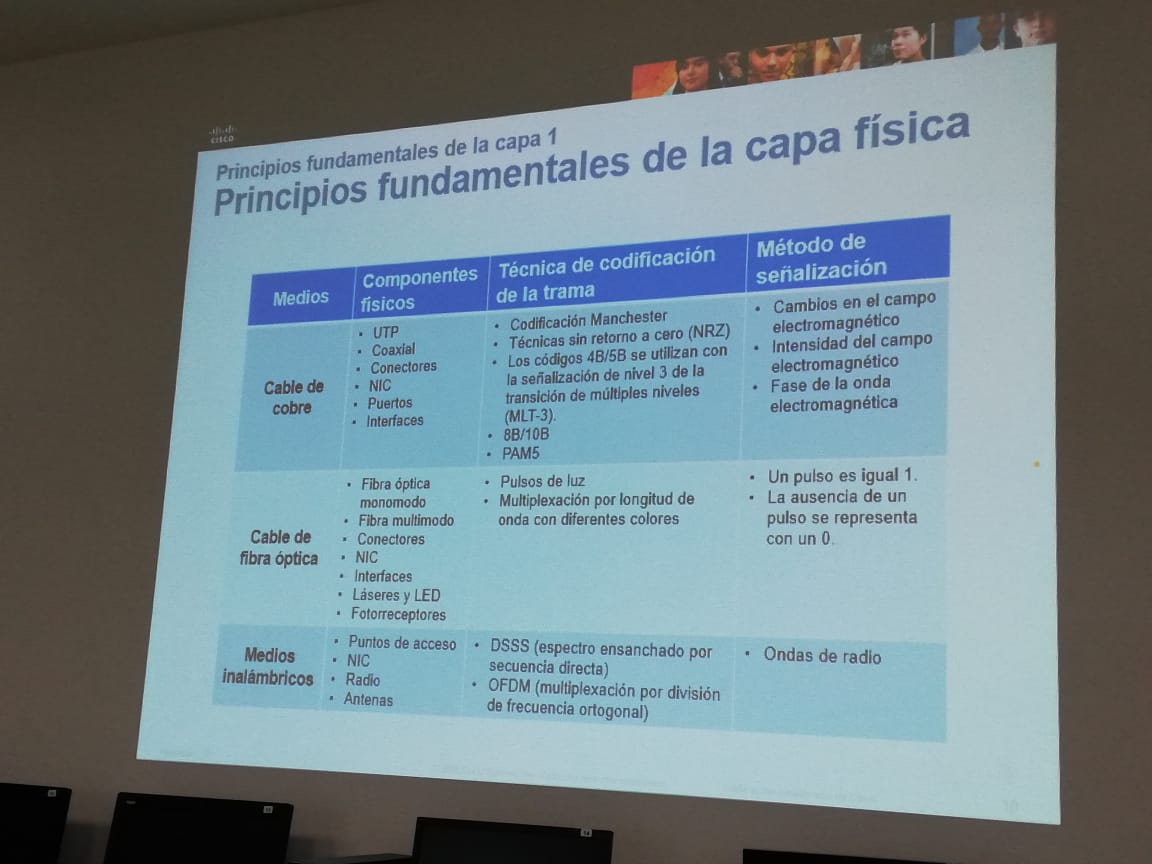 CISCO
Principios fundamentales de la capa 1
Principios fundamentales de la capa física
Medios
Componentes
físicos
Técnica de codificación
de la trama
Método de
señalización
Cable de
cobre
• UTP
• Coaxial
• Conectores
• NIC
• Puertos
• Interfaces
• Codificación Manchester
• Técnicas sin retorno a cero (NRZ)
• Los códigos 4B/5B se utilizan con
la señalización de nivel 3 de la
transición de múltiples niveles
(MLT-3).
• 8B/10B
• PAM5
• Cambios en el campo
electromagnético
• Intensidad del campo
electromagnético
• Fase de la onda
electromagnética
Cable de
fibra óptica
• Fibra óptica
monomodo
• Fibra multimodo
• Conectores
• NIC
• Interfaces
• Láseres y LED
• Fotorreceptores
• Pulsos de luz
• Multiplexación por longitud de
onda con diferentes colores
• Un pulso es igual 1.
• La ausencia de un
pulso se representa
con un 0.
Medios
inalámbricos
• Puntos de acceso
• NIC
• Radio
• Antenas
• DSSS (espectro ensanchado por
secuencia directa)
• OFDM (multiplexación por división
de frecuencia ortogonal)
• Ondas de radio